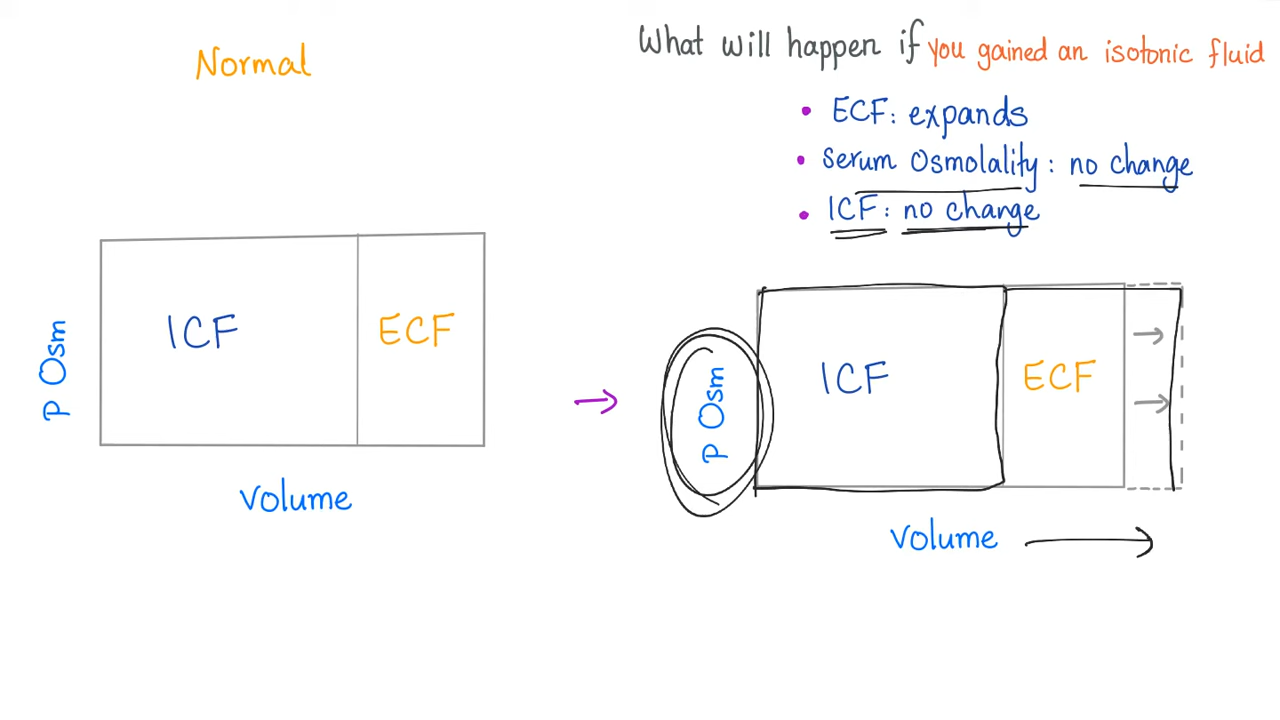 Normal
What will happen if you gained an isotonic fluid
• ECF: expands
• Serum Osmolality: no change
• ICF: no change
P Osm
ICF
ECF
Volume
P Osm
ICF
ECF
Volume